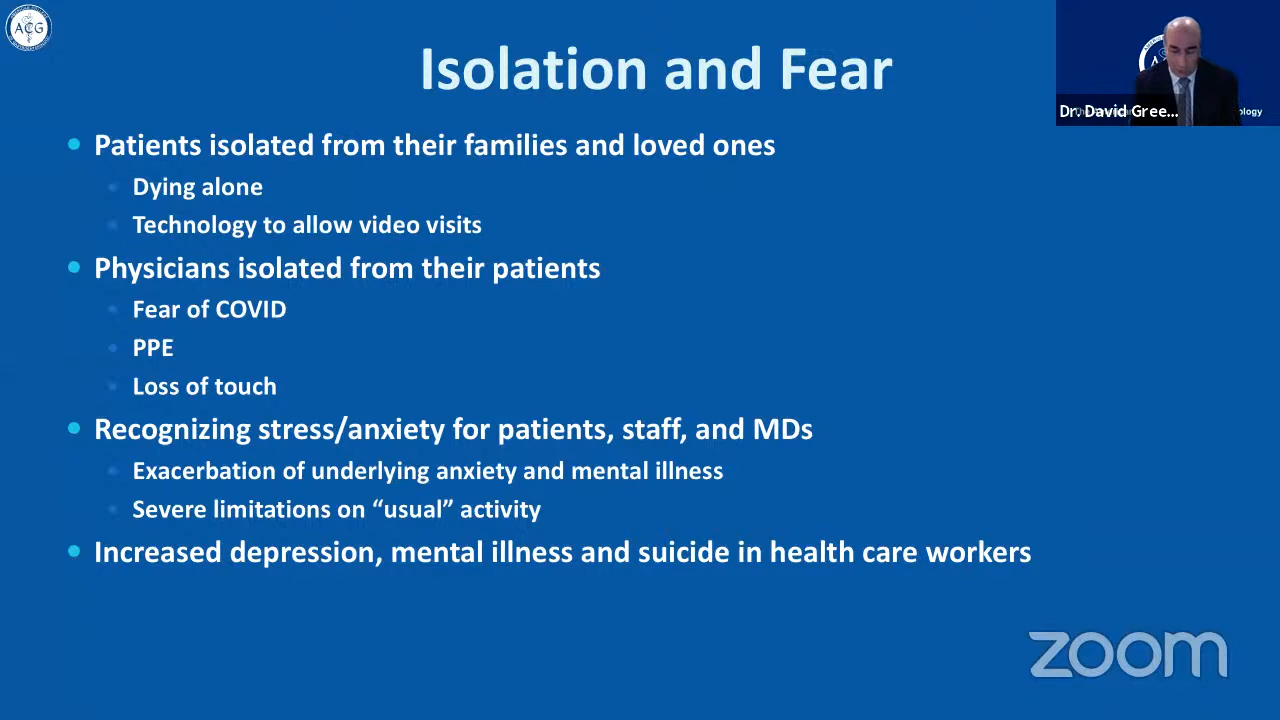 ACG
Isolation and Fear
Dr. David Gree...
ology
Patients isolated from their families and loved ones
Dying alone
Technology to allow video visits
Physicians isolated from their patients
Fear of COVID
PPE
Loss of touch
Recognizing stress/anxiety for patients, staff, and MDs
Exacerbation of underlying anxiety and mental illness
Severe limitations on “usual” activity
Increased depression, mental illness and suicide in health care workers
zoom